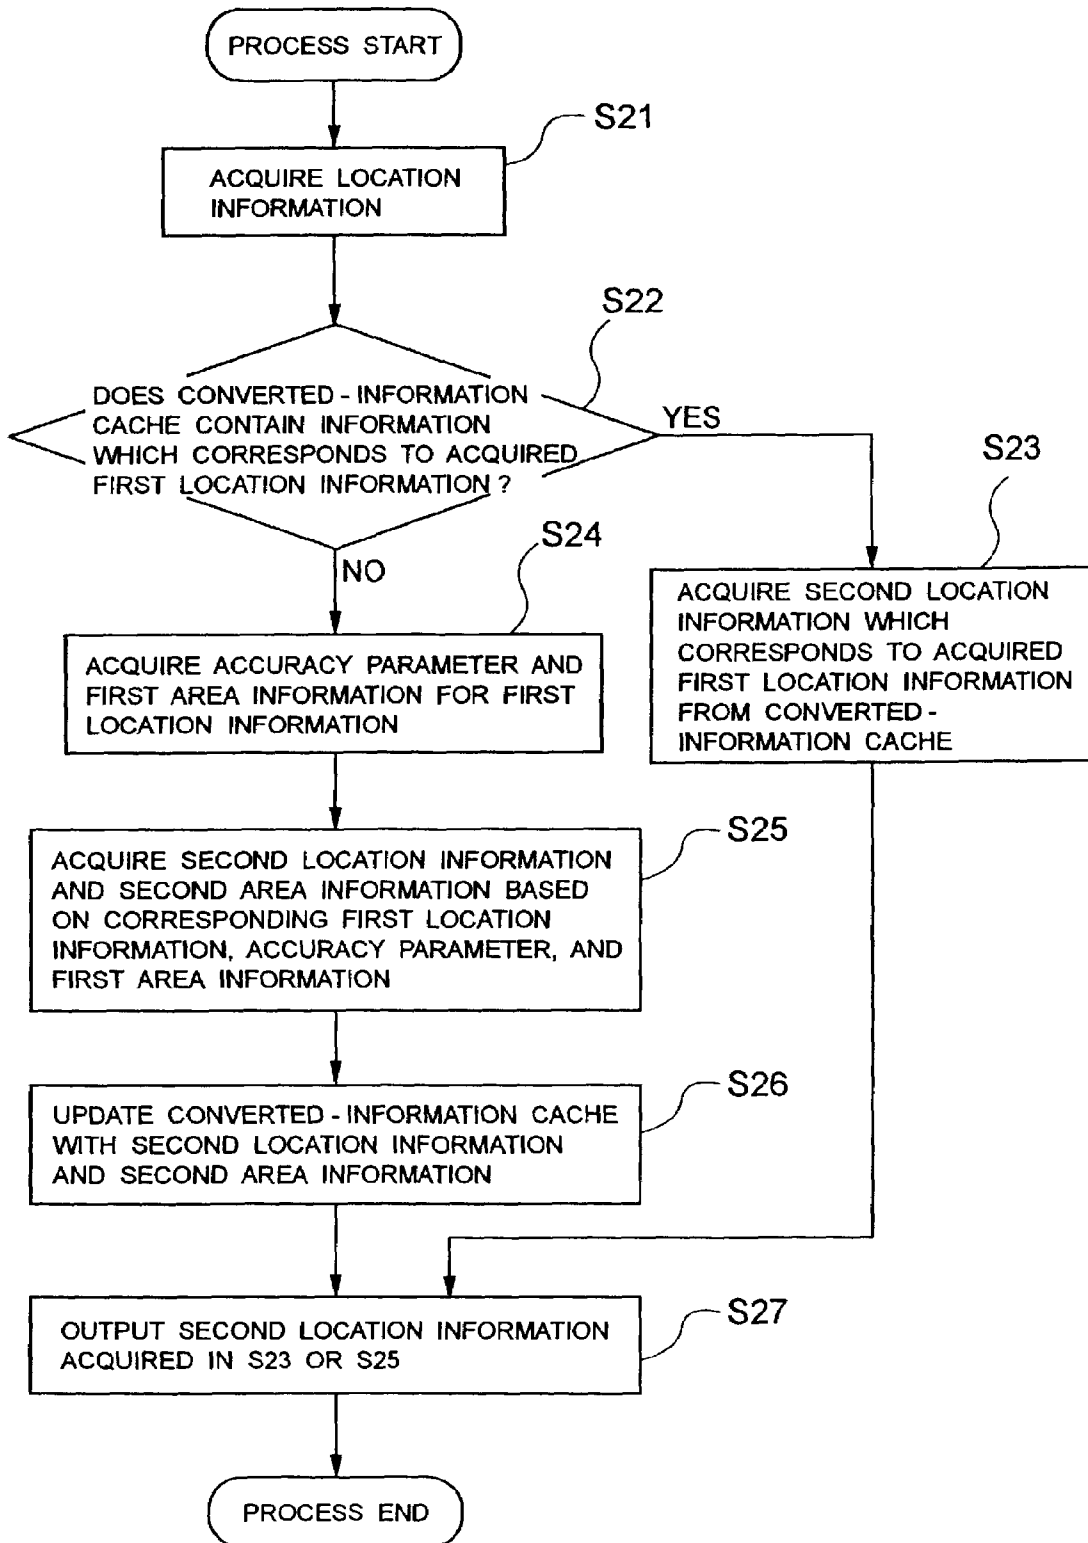 PROCESS START
S21
ACQUIRE LOCATION
INFORMATION
S22
DOES CONVERTED-INFORMATION
CACHE CONTAIN INFORMATION
WHICH CORRESPONDS TO ACQUIRED
FIRST LOCATION INFORMATION?
YES
S23
ACQUIRE SECOND LOCATION
INFORMATION WHICH
CORRESPONDS TO ACQUIRED
FIRST LOCATION INFORMATION
FROM CONVERTED-
INFORMATION CACHE
NO
S24
ACQUIRE ACCURACY PARAMETER AND
FIRST AREA INFORMATION FOR FIRST
LOCATION INFORMATION
S25
ACQUIRE SECOND LOCATION INFORMATION
AND SECOND AREA INFORMATION BASED
ON CORRESPONDING FIRST LOCATION
INFORMATION, ACCURACY PARAMETER, AND
FIRST AREA INFORMATION
S26
UPDATE CONVERTED-INFORMATION CACHE
WITH SECOND LOCATION INFORMATION
AND SECOND AREA INFORMATION
S27
OUTPUT SECOND LOCATION INFORMATION
ACQUIRED IN S23 OR S25
PROCESS END